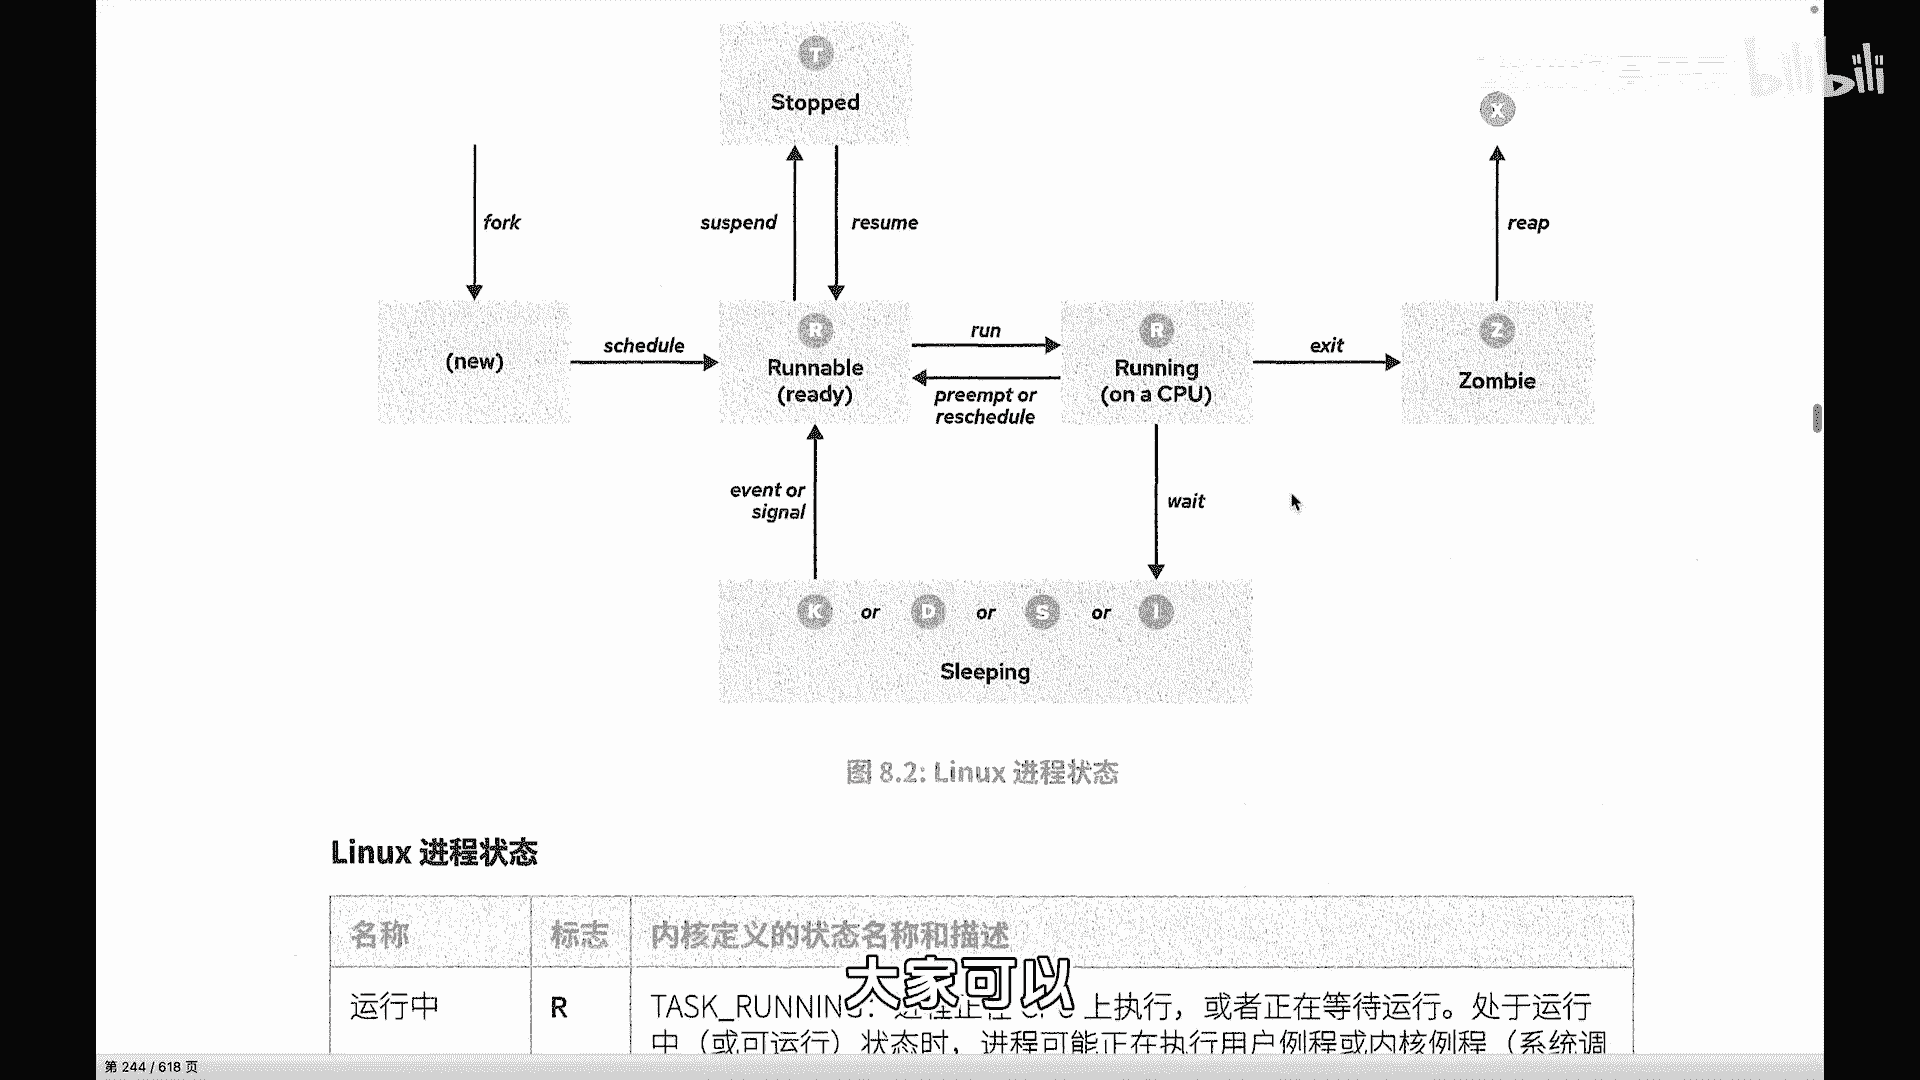 bilibili
T
Stopped
X
fork
suspend
resume
reap
(new)
schedule
R
Runnable
(ready)
run
preempt or
reschedule
R
Running
(on a CPU)
exit
Z
Zombie
event or
signal
wait
K or D or S or I
Sleeping
图 8.2: Linux 进程状态
Linux 进程状态
名称 标志 内核定义的状态名称和描述
运行中 R TASK_RUNNING: 上执行，或者正在等待运行。处于运行
中（或可运行）状态时，进程可能正在执行用户例程或内核例程（系统调
大家可以
第 244 / 618 页